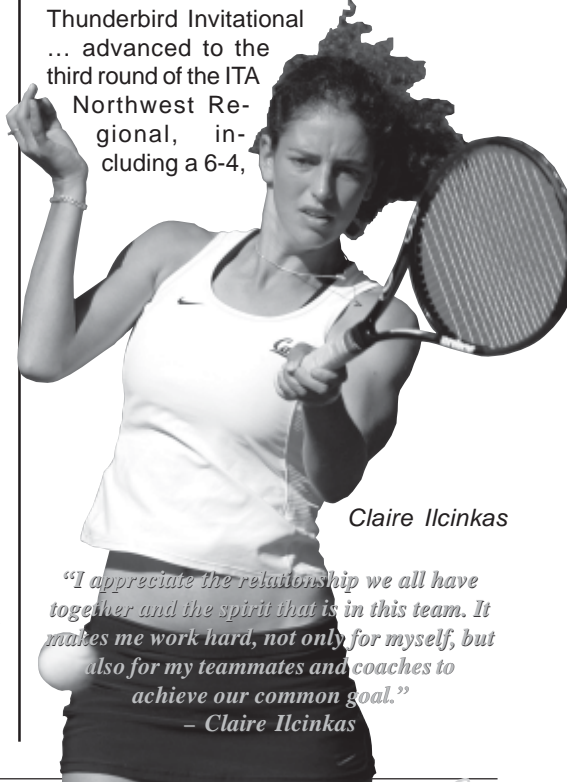 Thunderbird Invitational
… advanced to the
third round of the ITA
Northwest Re-
gional, in-
cluding a 6-4,
Cal
Claire Ilcinkas
“I appreciate the relationship we all have
together and the spirit that is in this team. It
makes me work hard, not only for myself, but
also for my teammates and coaches to
achieve our common goal.”
– Claire Ilcinkas